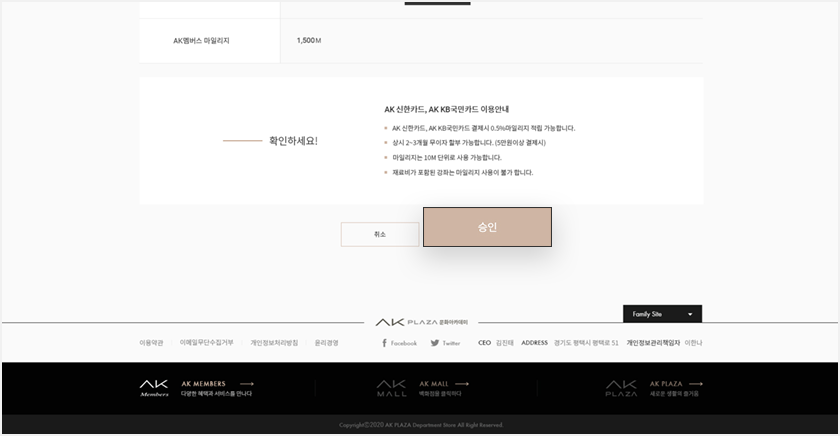 AK멤버스 마일리지 1,500M
AK 신한카드, AK KB국민카드 이용안내
확인하세요!
AK 신한카드, AK KB국민카드 결제시 0.5%마일리지 적립 가능합니다.
상시 2~3개월 무이자 할부 가능합니다. (5만원이상 결제시)
마일리지는 10M 단위로 사용 가능합니다.
재료비가 포함된 강좌는 마일리지 사용이 불가 합니다.
취소 승인
Family Site
AK PLAZA 문화아카데미
이용약관 이메일무단수집거부 개인정보처리방침 윤리경영 Facebook Twitter CEO 김진태 ADDRESS 경기도 평택시 평택로 51 개인정보관리책임자 이한나
AK Members AK MEMBERS
다양한 혜택과 서비스를 만나다
AK MALL AK MALL
백화점을 클릭하다
AK PLAZA AK PLAZA
새로운 생활의 즐거움
Copyrightⓒ2020 AK PLAZA Department Store All Right Reserved.